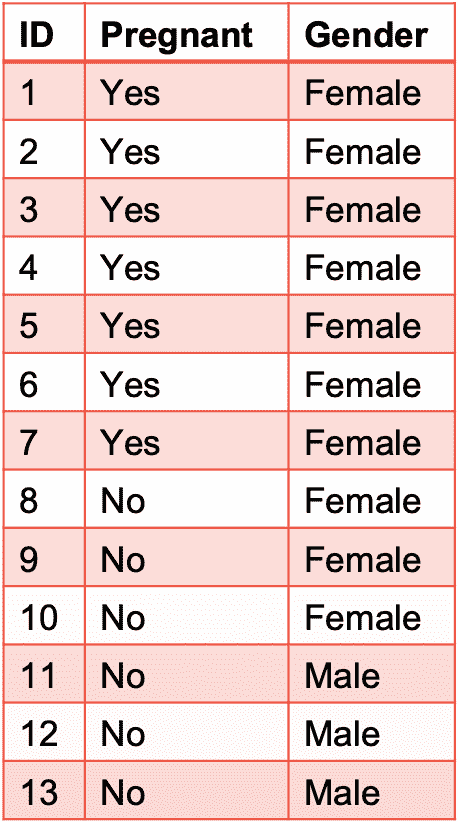 ID Pregnant Gender
1 Yes Female
2 Yes Female
3 Yes Female
4 Yes Female
5 Yes Female
6 Yes Female
7 Yes Female
8 No Female
9 No Female
10 No Female
11 No Male
12 No Male
13 No Male